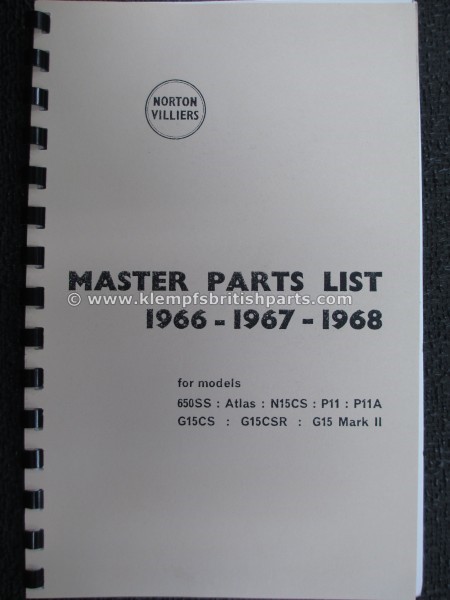 NORTON
VILLIERS
MASTER PARTS LIST
© www.klempfsbritishparts.com
1966 - 1967 - 1968
for models
650SS : Atlas : N15CS : P11 : P11A
G15CS : G15CSR : G15 Mark II